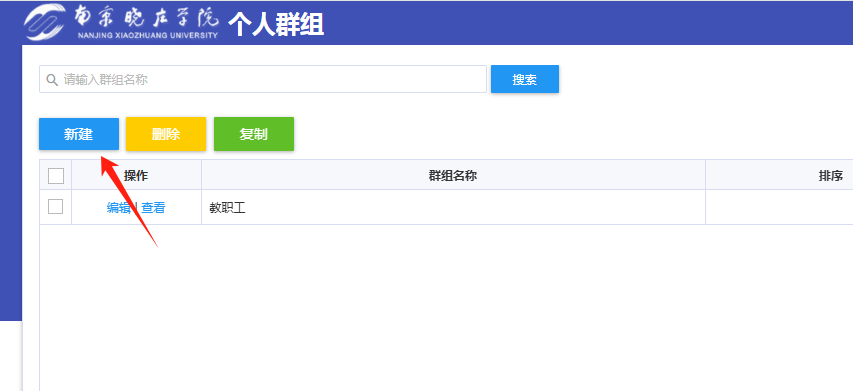 南京晓庄学院
NANJING XIAOZHUANG UNIVERSITY
个人群组
请输入群组名称
搜索
新建 删除 复制
操作 群组名称 排序
编辑 | 查看 教职工